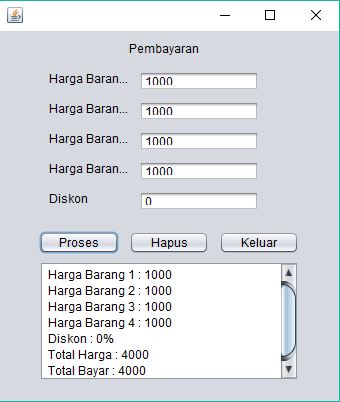 Pembayaran
Harga Baran... 1000
Harga Baran... 1000
Harga Baran... 1000
Harga Baran... 1000
Diskon 0
Proses Hapus Keluar
Harga Barang 1 : 1000
Harga Barang 2 : 1000
Harga Barang 3 : 1000
Harga Barang 4 : 1000
Diskon : 0%
Total Harga : 4000
Total Bayar : 4000